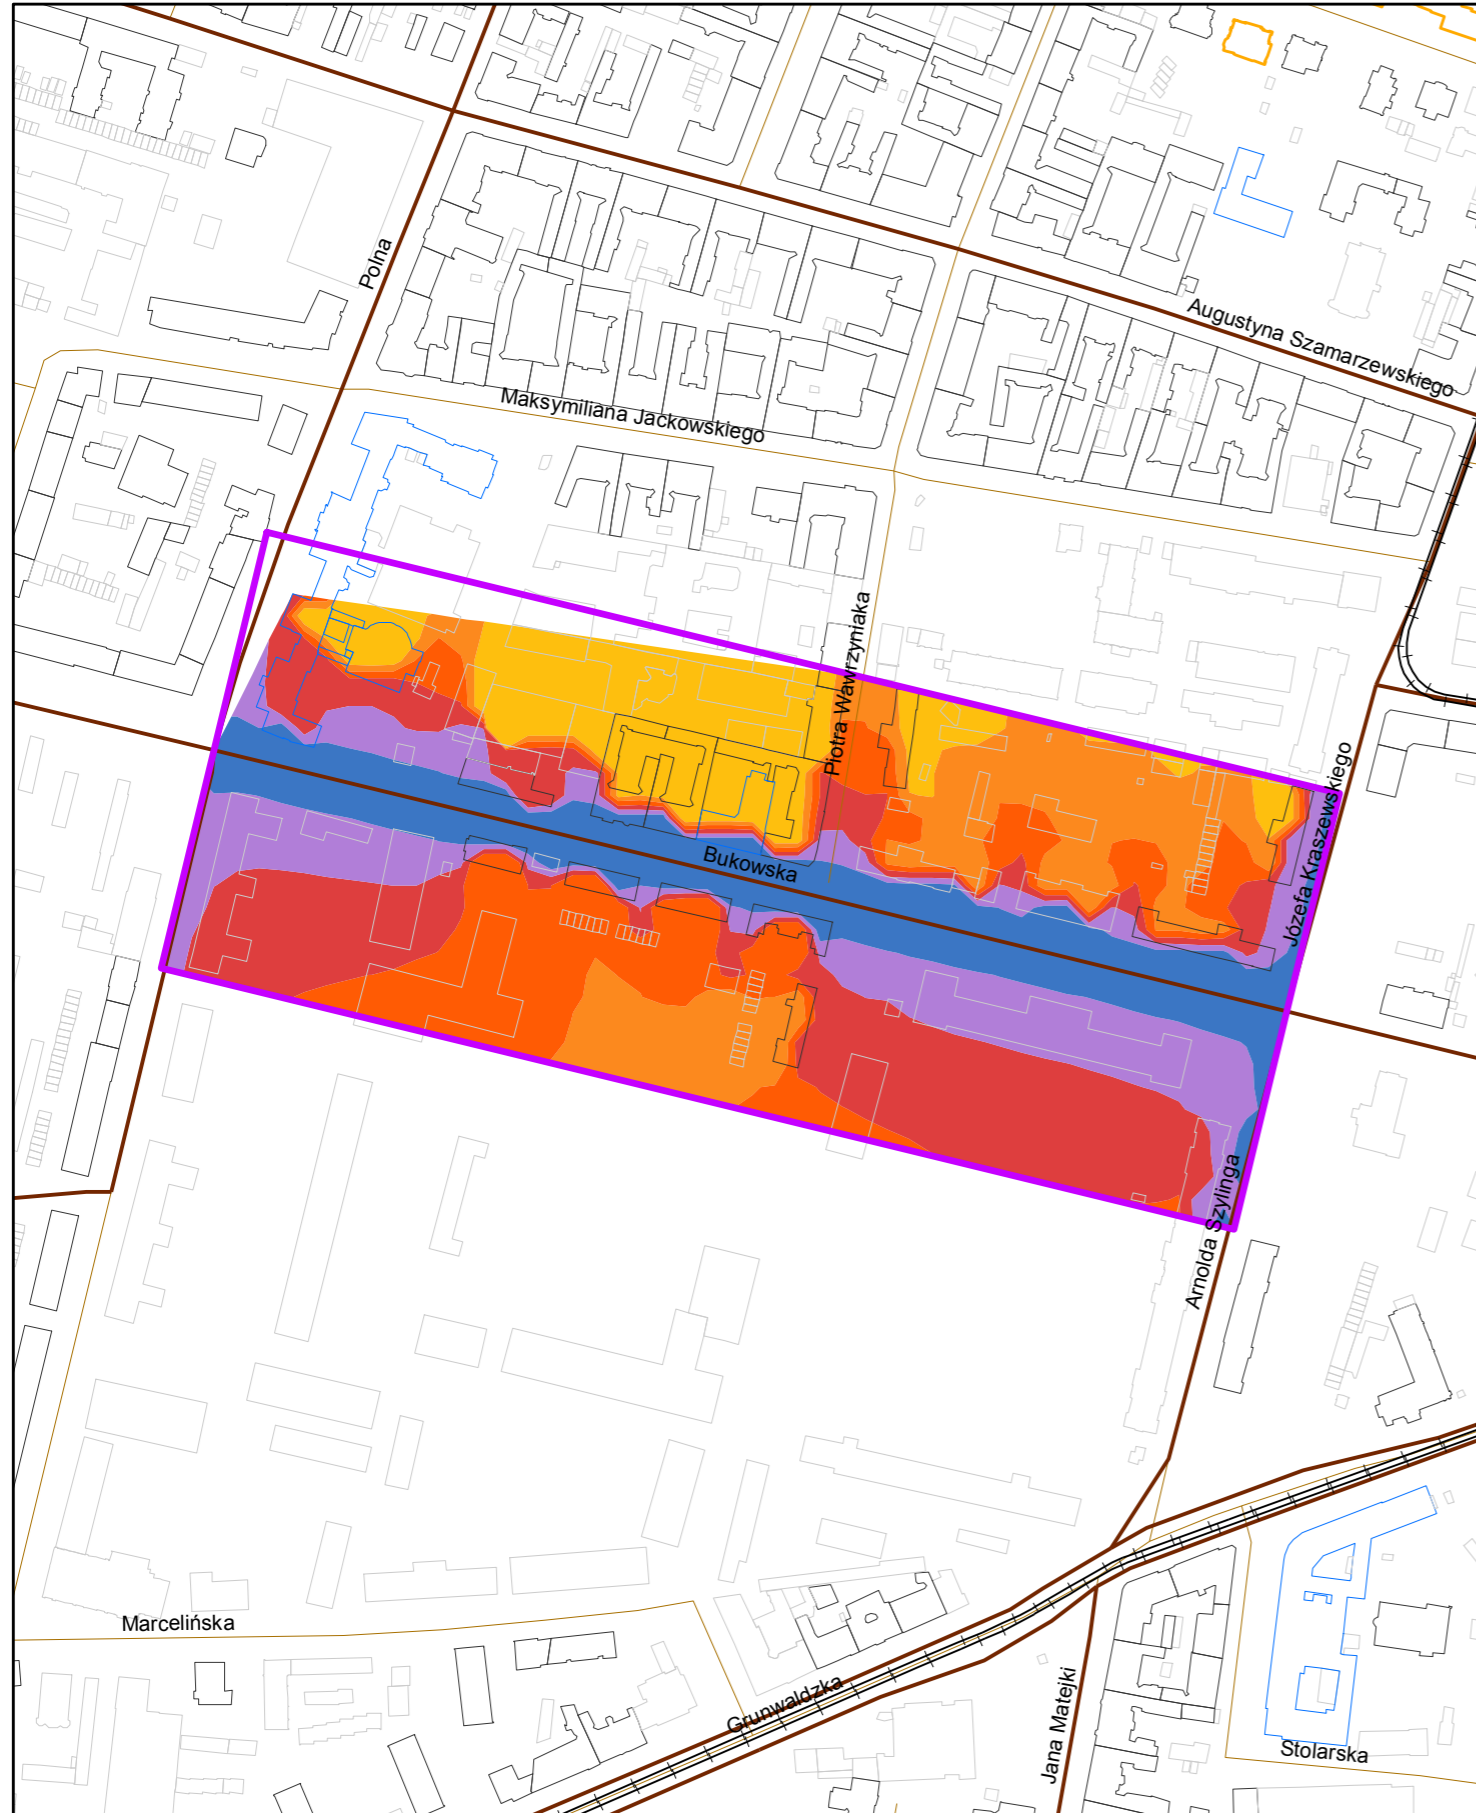 Polna
Augustyna Szamarzewskiego
Maksymiliana Jackowskiego
Piotra Wawrzyniaka
Józefa Kraszewskiego
Bukowska
Arnolda Szylinga
Marcelińska
Grunwaldzka
Jana Matejki
Stolarska